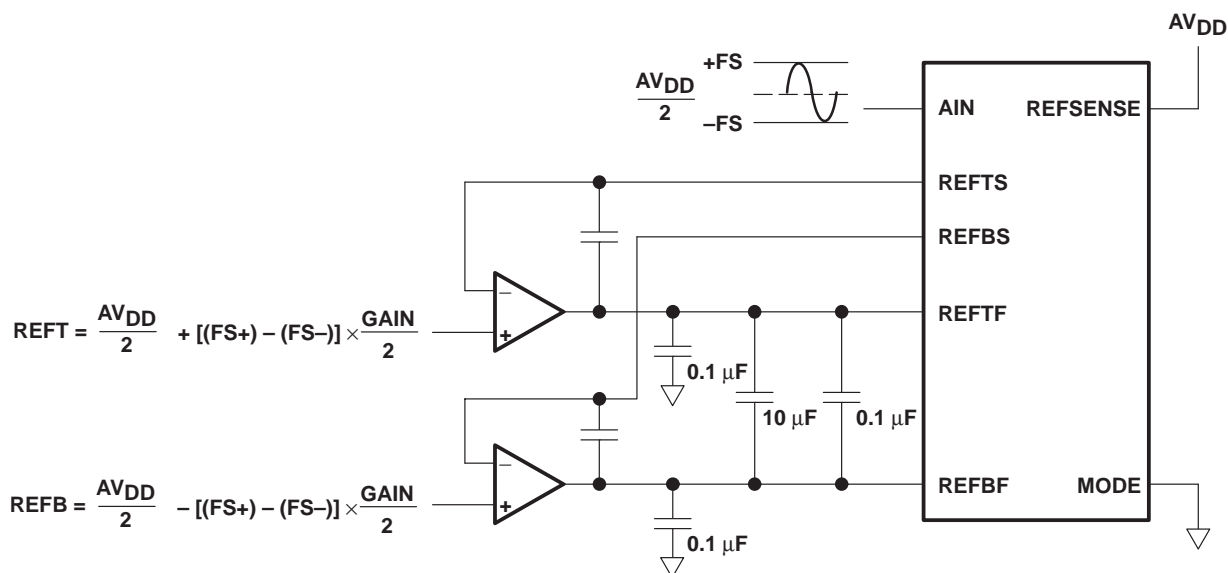 AVDD
+FS
AVDD
2
–FS
AIN
REFSENSE
REFTS
REFBS
–
+
REFT = AVDD/2 + [(FS+) – (FS–)] × GAIN/2
REFTF
0.1 µF
10 µF
0.1 µF
–
+
REFB = AVDD/2 – [(FS+) – (FS–)] × GAIN/2
REFBF
MODE
0.1 µF